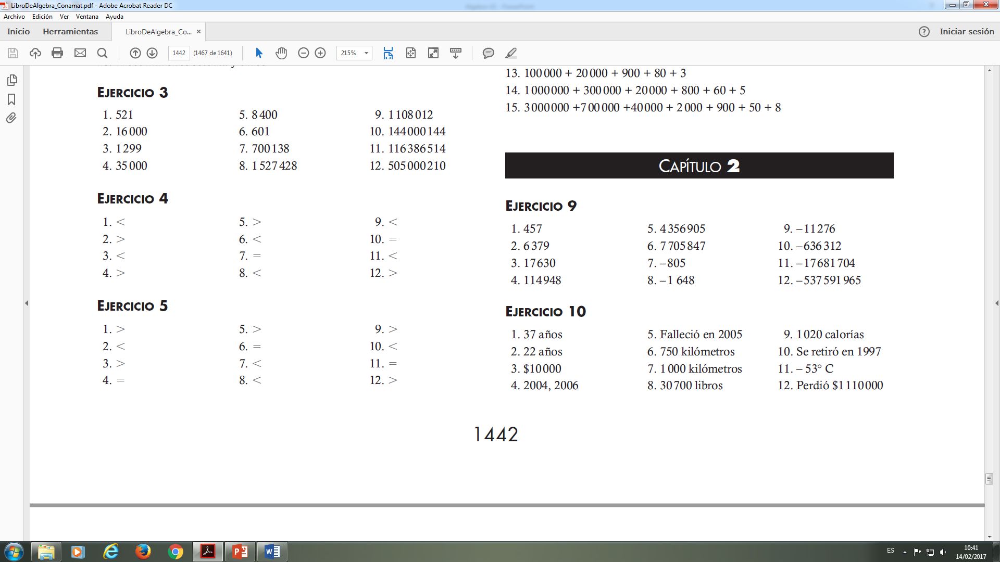 LibroDeAlgebra_Conamat.pdf - Adobe Acrobat Reader DC
Archivo Edición Ver Ventana Ayuda
Inicio Herramientas LibroDeAlgebra_Co... × ? Iniciar sesión
1442 (1467 de 1641) 215%
EJERCICIO 3
1. 521 5. 8 400 9. 1 108 012
2. 16 000 6. 601 10. 144 000 144
3. 1 299 7. 700 138 11. 116 386 514
4. 35 000 8. 1 527 428 12. 505 000 210
EJERCICIO 4
1. < 5. > 9. <
2. > 6. < 10. =
3. < 7. = 11. <
4. > 8. < 12. >
EJERCICIO 5
1. > 5. > 9. >
2. < 6. = 10. <
3. > 7. < 11. =
4. = 8. < 12. >
13. 100 000 + 20 000 + 900 + 80 + 3
14. 1 000 000 + 300 000 + 20 000 + 800 + 60 + 5
15. 3 000 000 +7 00 000 +40 000 + 2 000 + 900 + 50 + 8
CAPÍTULO 2
EJERCICIO 9
1. 457 5. 4 356 905 9. –11 276
2. 6 379 6. 7 705 847 10. –636 312
3. 17 630 7. –805 11. –17 681 704
4. 114 948 8. –1 648 12. –537 591 965
EJERCICIO 10
1. 37 años 5. Falleció en 2005 9. 1 020 calorías
2. 22 años 6. 750 kilómetros 10. Se retiró en 1997
3. $10 000 7. 1 000 kilómetros 11. – 53° C
4. 2004, 2006 8. 30 700 libros 12. Perdió $1 110 000
1442
ES 10:41
14/02/2017